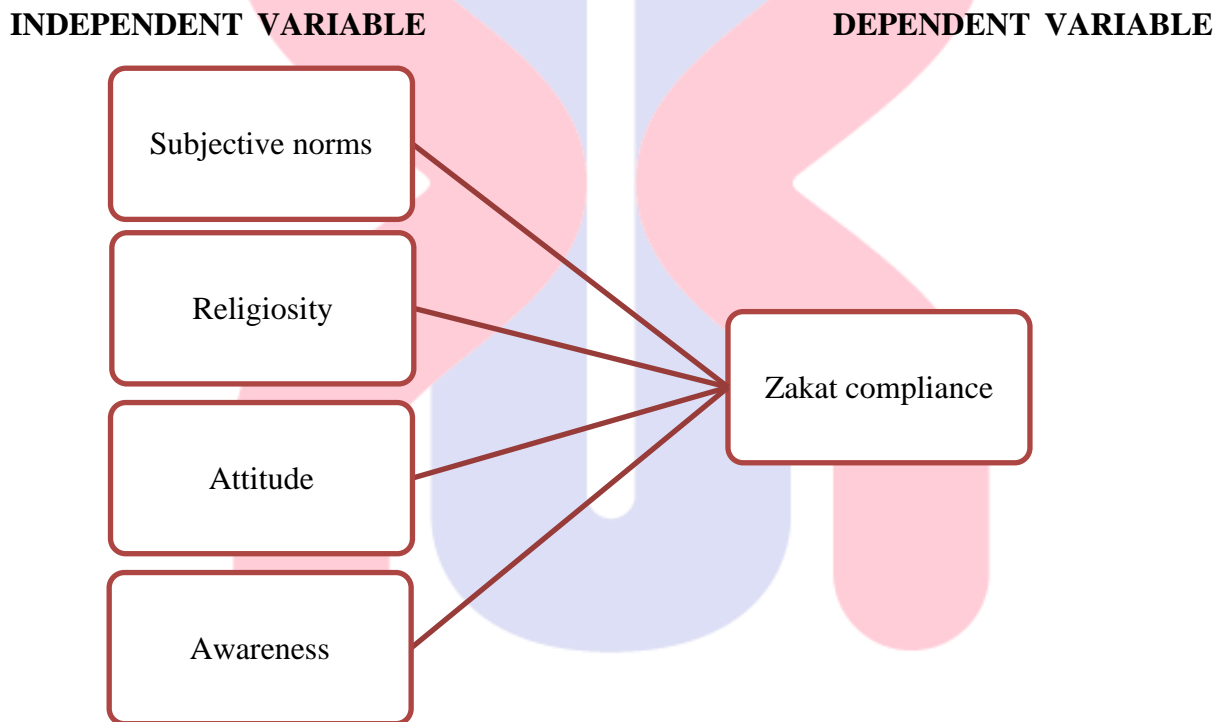 INDEPENDENT VARIABLE
DEPENDENT VARIABLE
Subjective norms
Religiosity
Zakat compliance
Attitude
Awareness